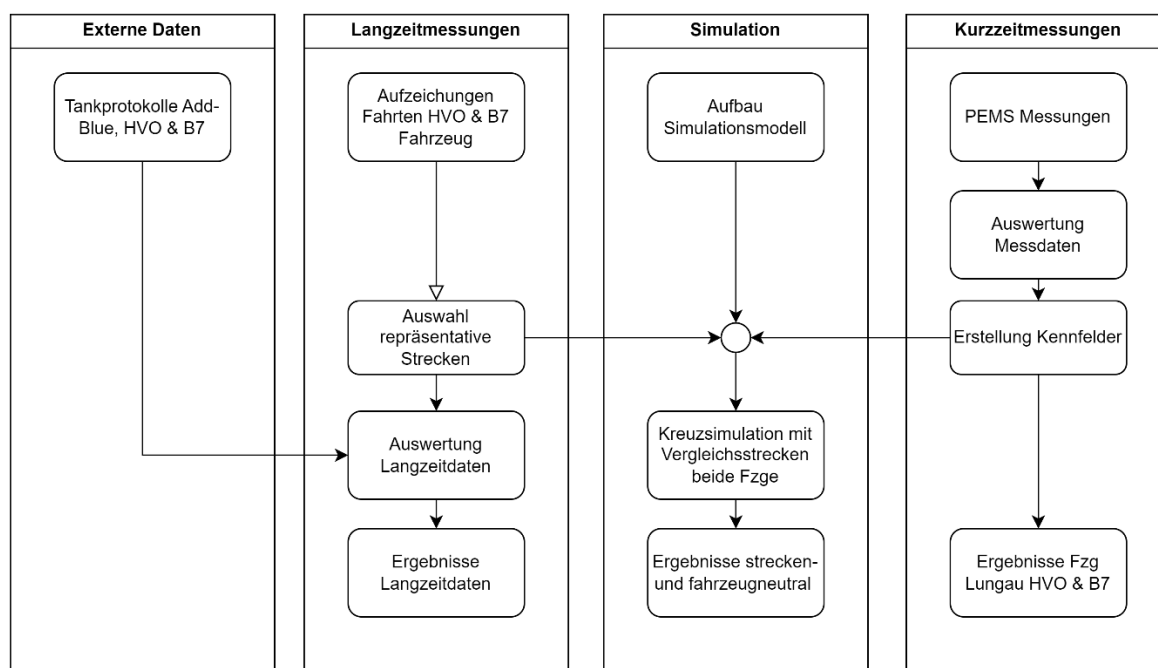 Externe Daten
Tankprotokolle Add-
Blue, HVO & B7
Langzeitmessungen
Aufzeichungen
Fahrten HVO & B7
Fahrzeug
Auswahl
repräsentative
Strecken
Auswertung
Langzeitdaten
Ergebnisse
Langzeitdaten
Simulation
Aufbau
Simulationsmodell
Kreuzsimulation mit
Vergleichsstrecken
beide Fzge
Ergebnisse strecken-
und fahrzeugneutral
Kurzzeitmessungen
PEMS Messungen
Auswertung
Messdaten
Erstellung Kennfelder
Ergebnisse Fzg
Lungau HVO & B7